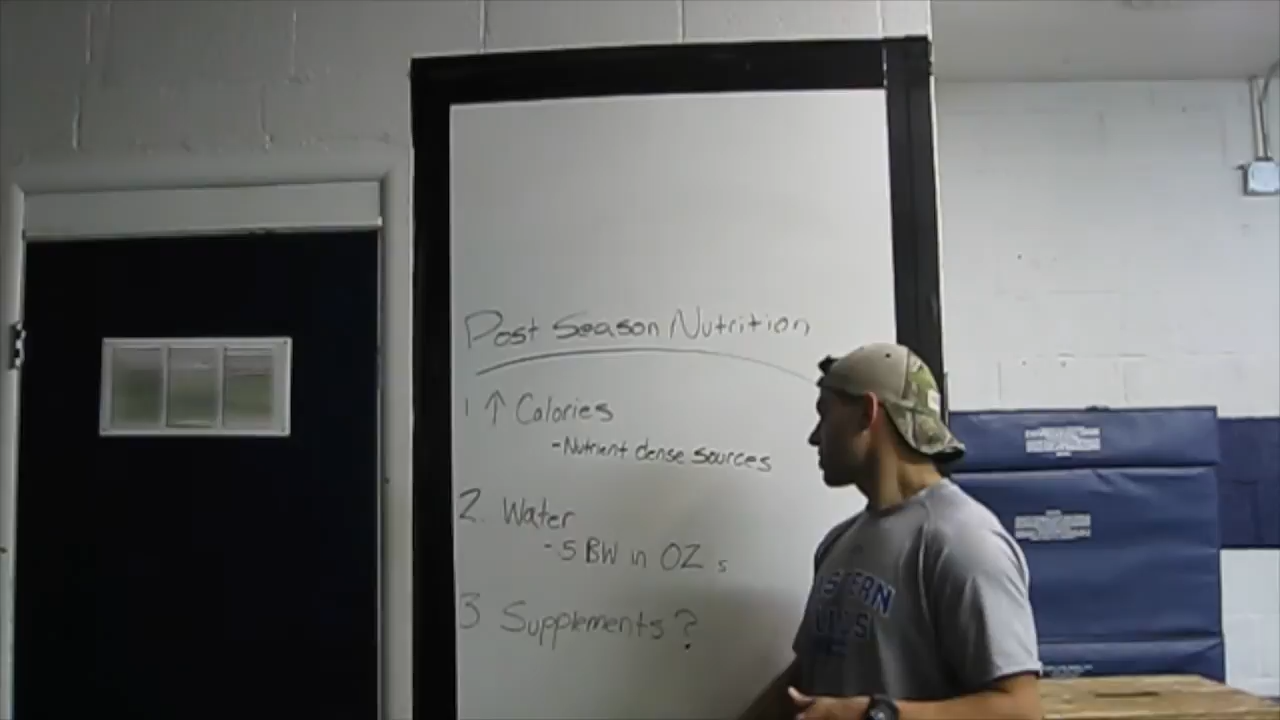 Post Season Nutrition
1 ↑ Calories
- Nutrient dense sources
2. Water
- .5 BW in OZ s
3 Supplements?